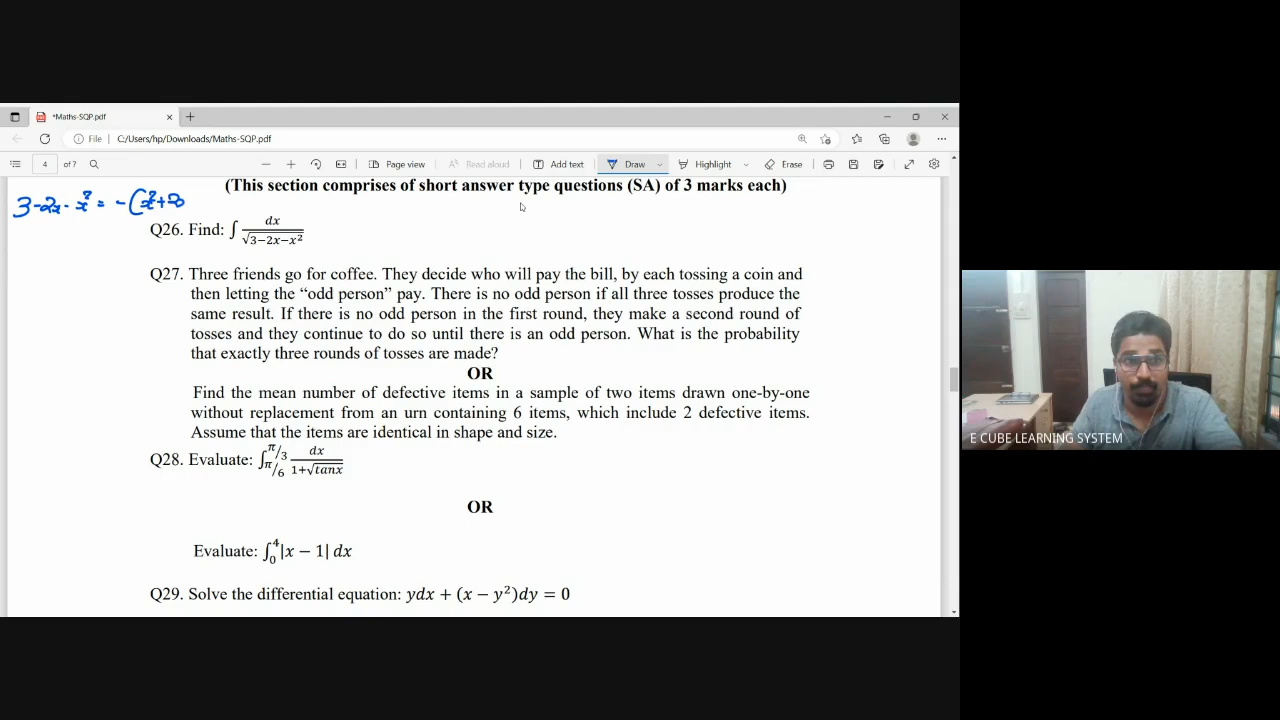 *Maths-SQP.pdf
File C:/Users/hp/Downloads/Maths-SQP.pdf
4 of 7 Page view Read aloud Add text Draw Highlight Erase
(This section comprises of short answer type questions (SA) of 3 marks each)
3-2x-x²= -(x²+2
Q26. Find: ∫ dx/√(3−2x−x²)
Q27. Three friends go for coffee. They decide who will pay the bill, by each tossing a coin and
then letting the “odd person” pay. There is no odd person if all three tosses produce the
same result. If there is no odd person in the first round, they make a second round of
tosses and they continue to do so until there is an odd person. What is the probability
that exactly three rounds of tosses are made?
OR
Find the mean number of defective items in a sample of two items drawn one-by-one
without replacement from an urn containing 6 items, which include 2 defective items.
Assume that the items are identical in shape and size.
Q28. Evaluate: ∫_{π/6}^{π/3} dx/(1+√tanx)
OR
Evaluate: ∫_0^4 |x − 1| dx
Q29. Solve the differential equation: ydx + (x − y²)dy = 0
E CUBE LEARNING SYSTEM